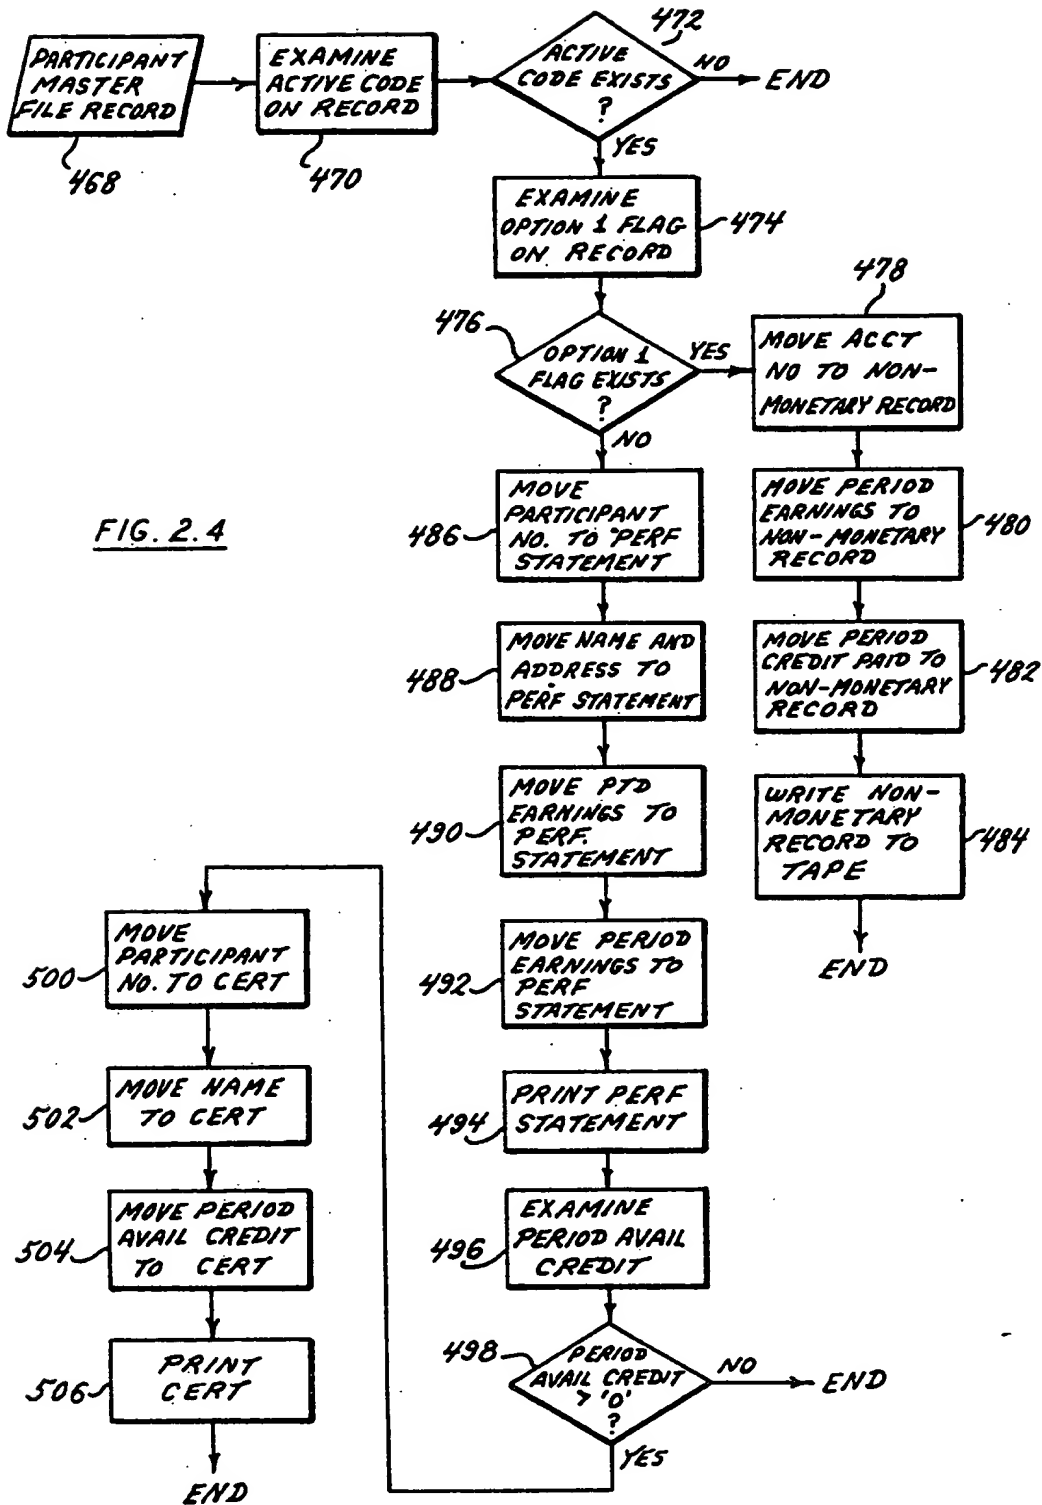 PARTICIPANT
MASTER
FILE RECORD
468
EXAMINE
ACTIVE CODE
ON RECORD
470
472
ACTIVE
CODE EXISTS
?
NO
END
YES
EXAMINE
OPTION 1 FLAG
ON RECORD
474
476
OPTION 1
FLAG EXISTS
?
YES
NO
478
MOVE ACCT
NO TO NON-
MONETARY RECORD
MOVE PERIOD
EARNINGS TO
NON-MONETARY
RECORD
480
MOVE PERIOD
CREDIT PAID TO
NON-MONETARY
RECORD
482
WRITE NON-
MONETARY
RECORD TO
TAPE
484
END
FIG. 2.4
486
MOVE
PARTICIPANT
NO. TO PERF
STATEMENT
488
MOVE NAME AND
ADDRESS TO
PERF STATEMENT
490
MOVE PTD
EARNINGS TO
PERF.
STATEMENT
492
MOVE PERIOD
EARNINGS TO
PERF
STATEMENT
494
PRINT PERF
STATEMENT
496
EXAMINE
PERIOD AVAIL
CREDIT
498
PERIOD
AVAIL CREDIT
> '0'
?
NO
END
YES
500
MOVE
PARTICIPANT
NO. TO CERT
502
MOVE NAME
TO CERT
504
MOVE PERIOD
AVAIL CREDIT
TO CERT
506
PRINT
CERT
END